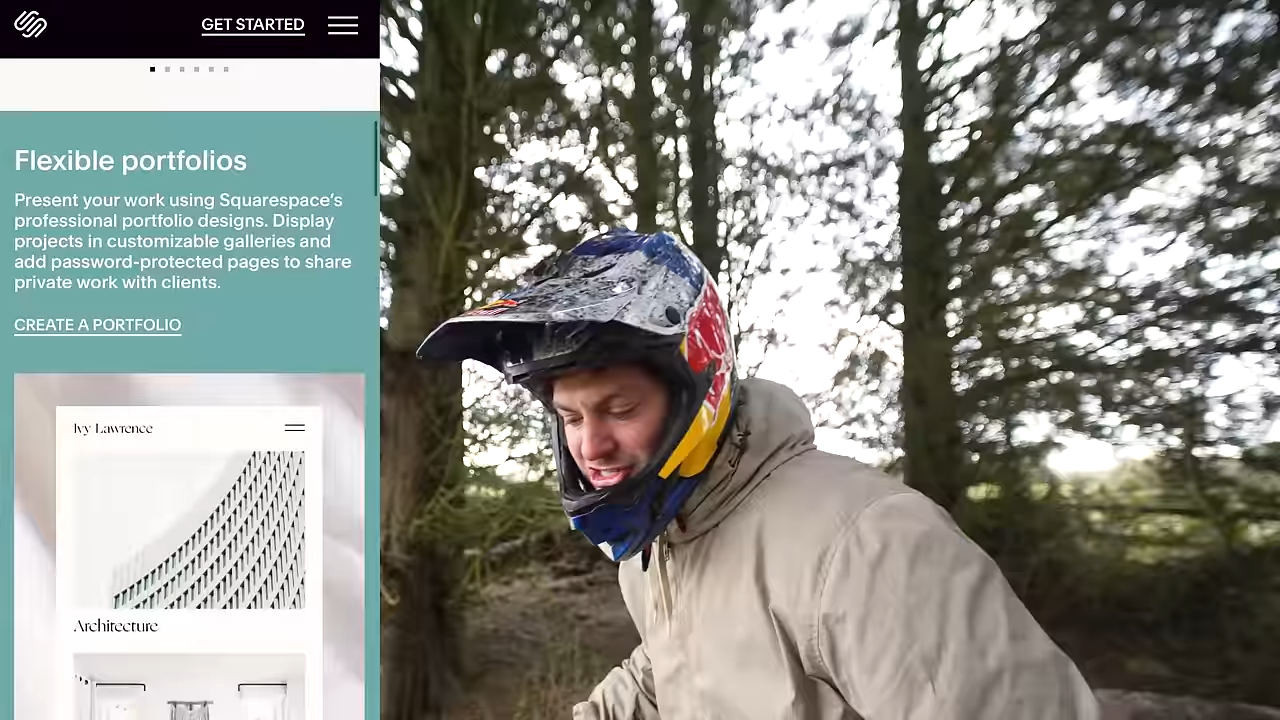 GET STARTED
Flexible portfolios
Present your work using Squarespace’s
professional portfolio designs. Display
projects in customizable galleries and
add password-protected pages to share
private work with clients.
CREATE A PORTFOLIO
Ivy Lawrence
Architecture